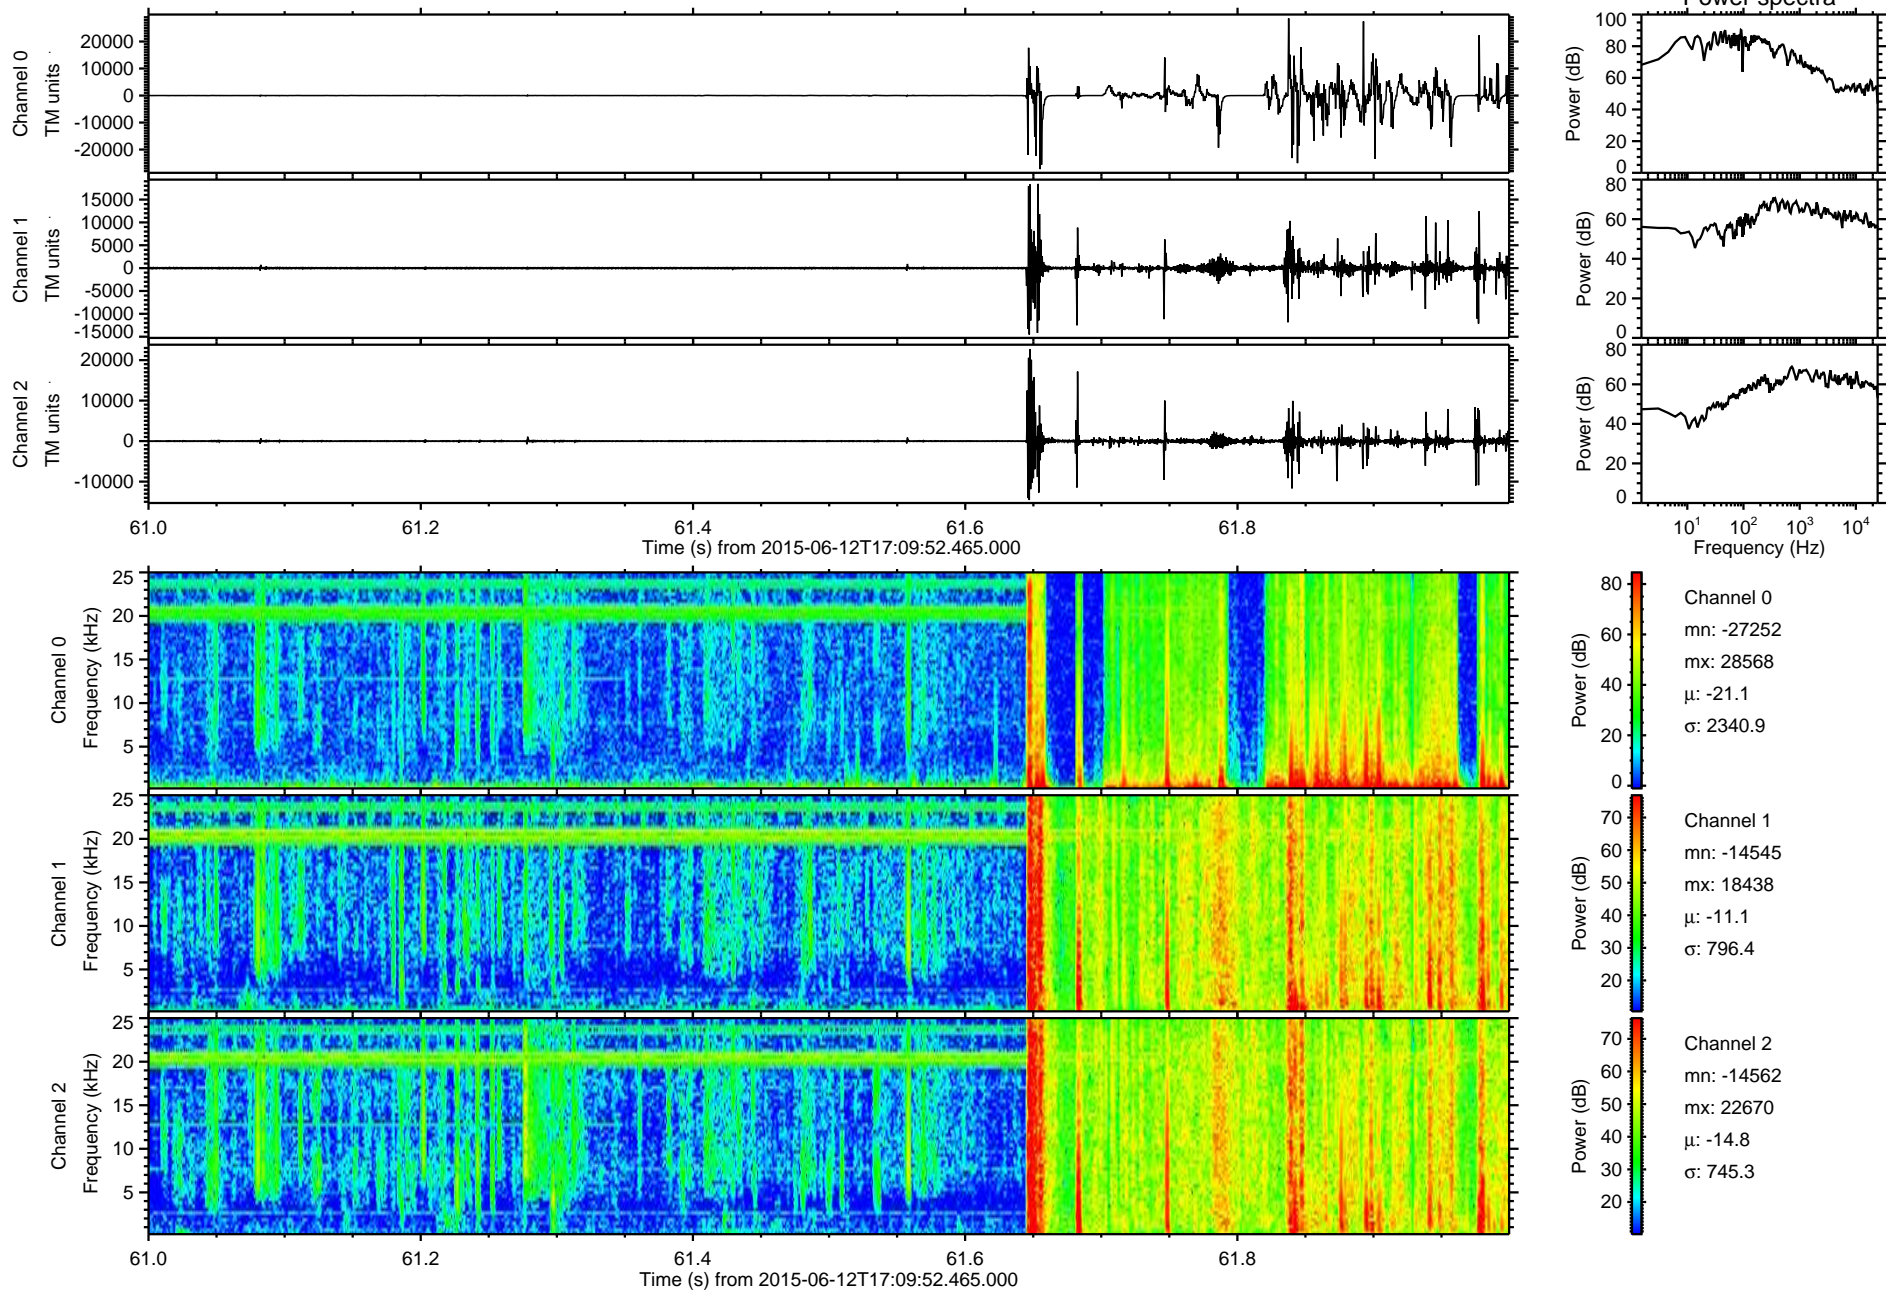 Power spectra
Channel 0
TM units
20000
10000
0
-10000
-20000
Power (dB)
100
80
60
40
20
0
Channel 1
TM units
15000
10000
5000
0
-5000
-10000
-15000
Power (dB)
80
60
40
20
0
Channel 2
TM units
20000
10000
0
-10000
Power (dB)
80
60
40
20
0
61.0 61.2 61.4 61.6 61.8
Time (s) from 2015-06-12T17:09:52.465.000
10¹ 10² 10³ 10⁴
Frequency (Hz)
Channel 0
Frequency (kHz)
25
20
15
10
5
Power (dB)
80
60
40
20
0
Channel 0
mn: -27252
mx: 28568
μ: -21.1
σ: 2340.9
Channel 1
Frequency (kHz)
25
20
15
10
5
Power (dB)
70
60
50
40
30
20
Channel 1
mn: -14545
mx: 18438
μ: -11.1
σ: 796.4
Channel 2
Frequency (kHz)
25
20
15
10
5
Power (dB)
70
60
50
40
30
20
Channel 2
mn: -14562
mx: 22670
μ: -14.8
σ: 745.3
61.0 61.2 61.4 61.6 61.8
Time (s) from 2015-06-12T17:09:52.465.000